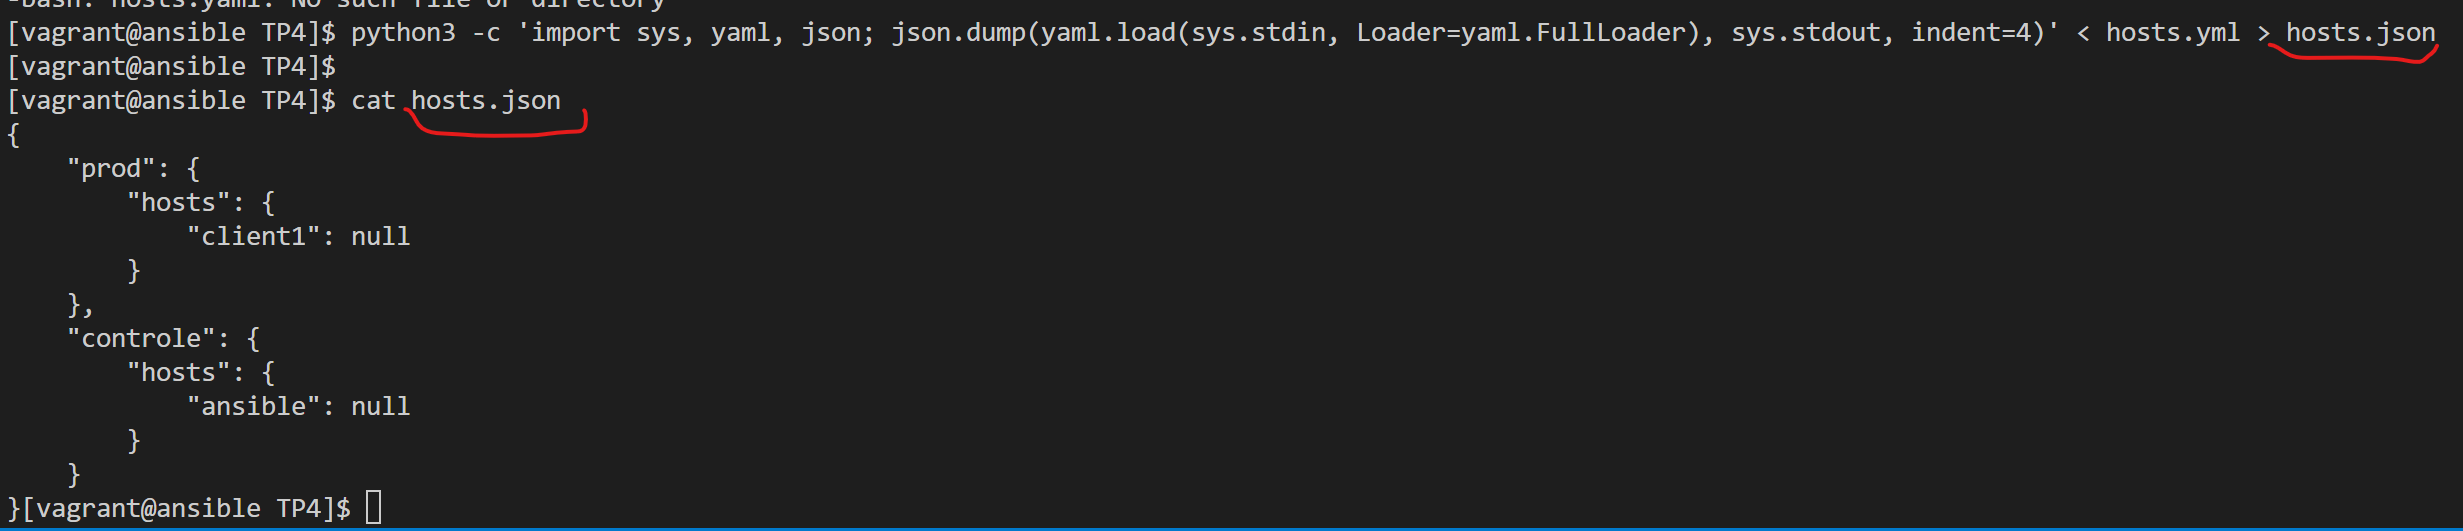 -bash: hosts.yaml: No such file or directory
[vagrant@ansible TP4]$ python3 -c 'import sys, yaml, json; json.dump(yaml.load(sys.stdin, Loader=yaml.FullLoader), sys.stdout, indent=4)' < hosts.yml > hosts.json
[vagrant@ansible TP4]$
[vagrant@ansible TP4]$ cat hosts.json
{
    "prod": {
        "hosts": {
            "client1": null
        }
    },
    "controle": {
        "hosts": {
            "ansible": null
        }
    }
}[vagrant@ansible TP4]$